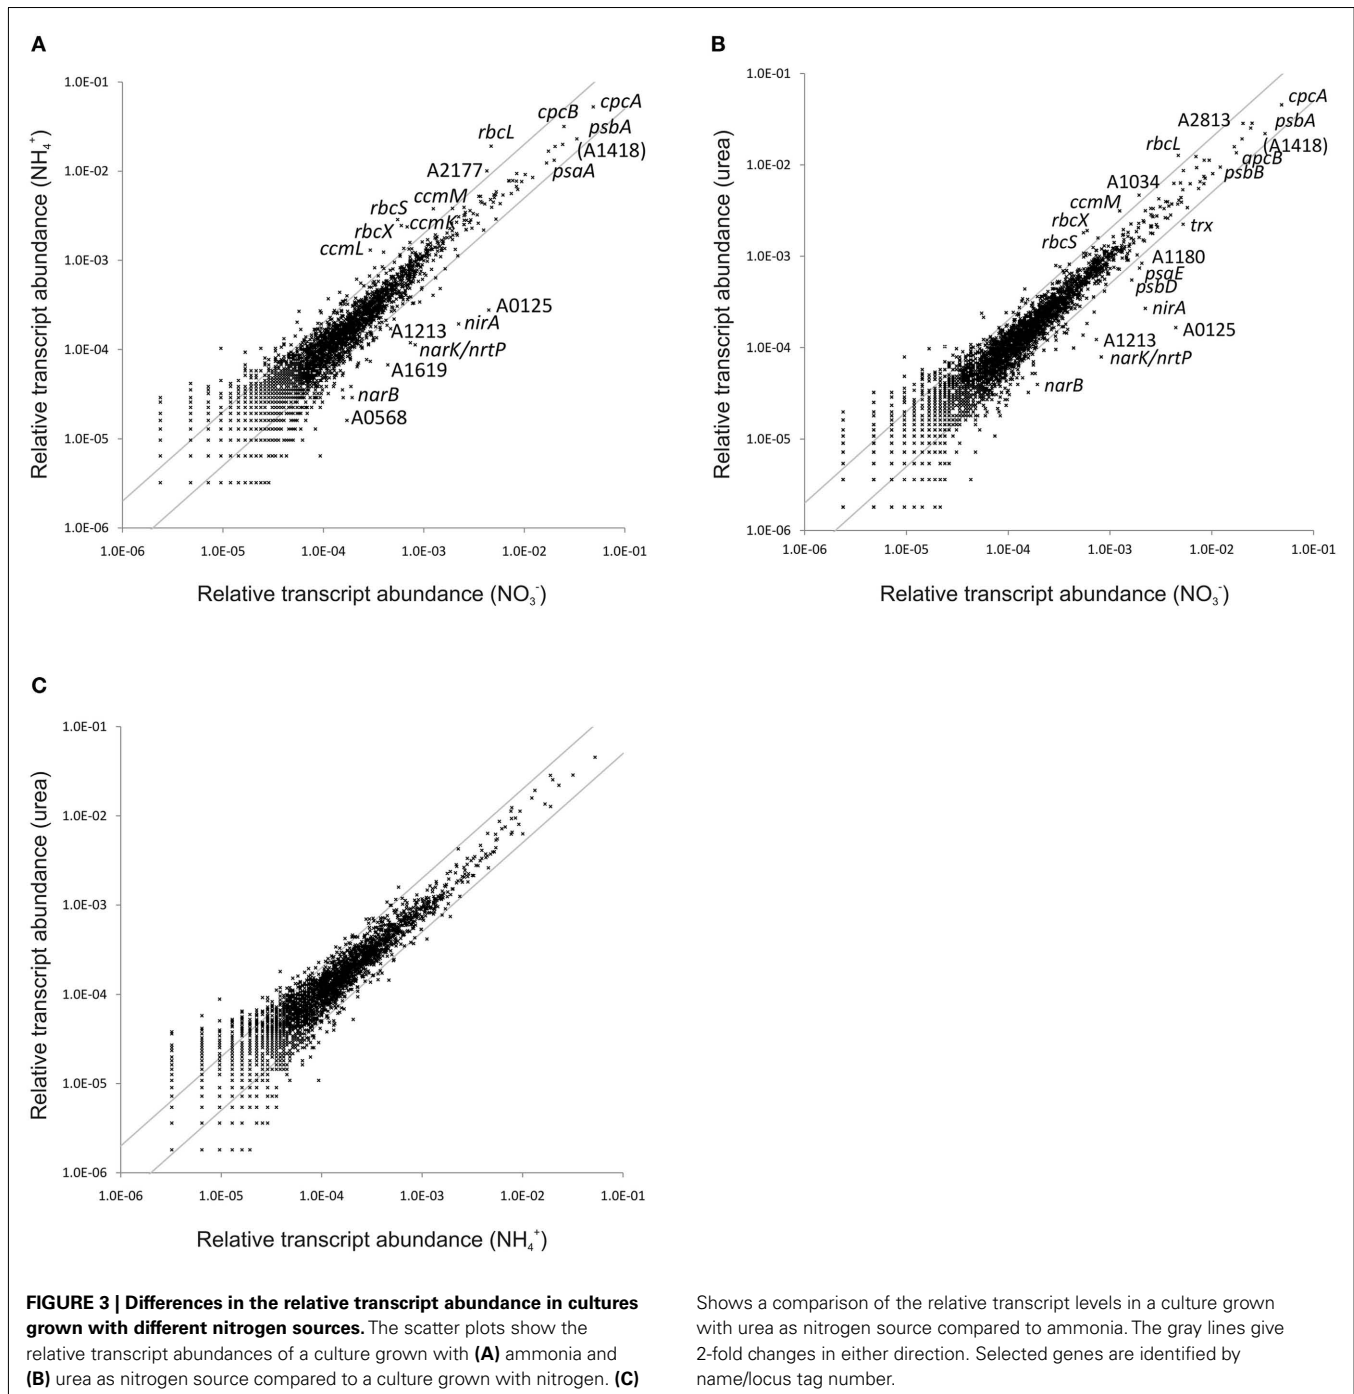 A
Relative transcript abundance (NH₄⁺)
1.0E-01
1.0E-02
1.0E-03
1.0E-04
1.0E-05
1.0E-06
1.0E-06 1.0E-05 1.0E-04 1.0E-03 1.0E-02 1.0E-01
cpcB cpcA
rbcL psbA
(A1418)
A2177 psaA
ccmM
rbcS ccmK
rbcX
ccmL
A0125
A1213 nirA
narK/nrtP
A1619
narB
A0568
Relative transcript abundance (NO₃⁻)
B
Relative transcript abundance (urea)
1.0E-01
1.0E-02
1.0E-03
1.0E-04
1.0E-05
1.0E-06
1.0E-06 1.0E-05 1.0E-04 1.0E-03 1.0E-02 1.0E-01
cpcA
A2813 psbA
rbcL (A1418)
apcB
A1034 psbB
ccmM
rbcX trx
rbcS
A1180
psaE
psbD
nirA
A1213 A0125
narK/nrtP
narB
Relative transcript abundance (NO₃⁻)
C
Relative transcript abundance (urea)
1.0E-01
1.0E-02
1.0E-03
1.0E-04
1.0E-05
1.0E-06
1.0E-06 1.0E-05 1.0E-04 1.0E-03 1.0E-02 1.0E-01
Relative transcript abundance (NH₄⁺)
FIGURE 3 | Differences in the relative transcript abundance in cultures
grown with different nitrogen sources. The scatter plots show the
relative transcript abundances of a culture grown with (A) ammonia and
(B) urea as nitrogen source compared to a culture grown with nitrogen. (C)
Shows a comparison of the relative transcript levels in a culture grown
with urea as nitrogen source compared to ammonia. The gray lines give
2-fold changes in either direction. Selected genes are identified by
name/locus tag number.